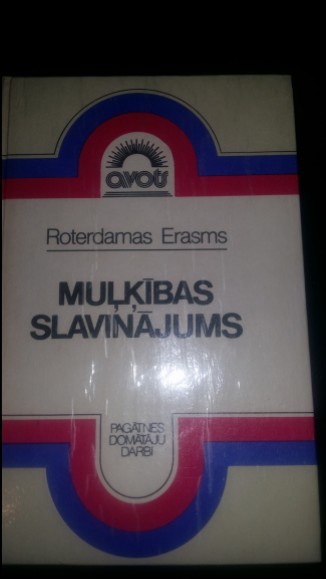 avots
Roterdamas Erasms
MUĻĶĪBAS
SLAVINĀJUMS
PAGĀTNES
DOMĀTĀJU
DARBI